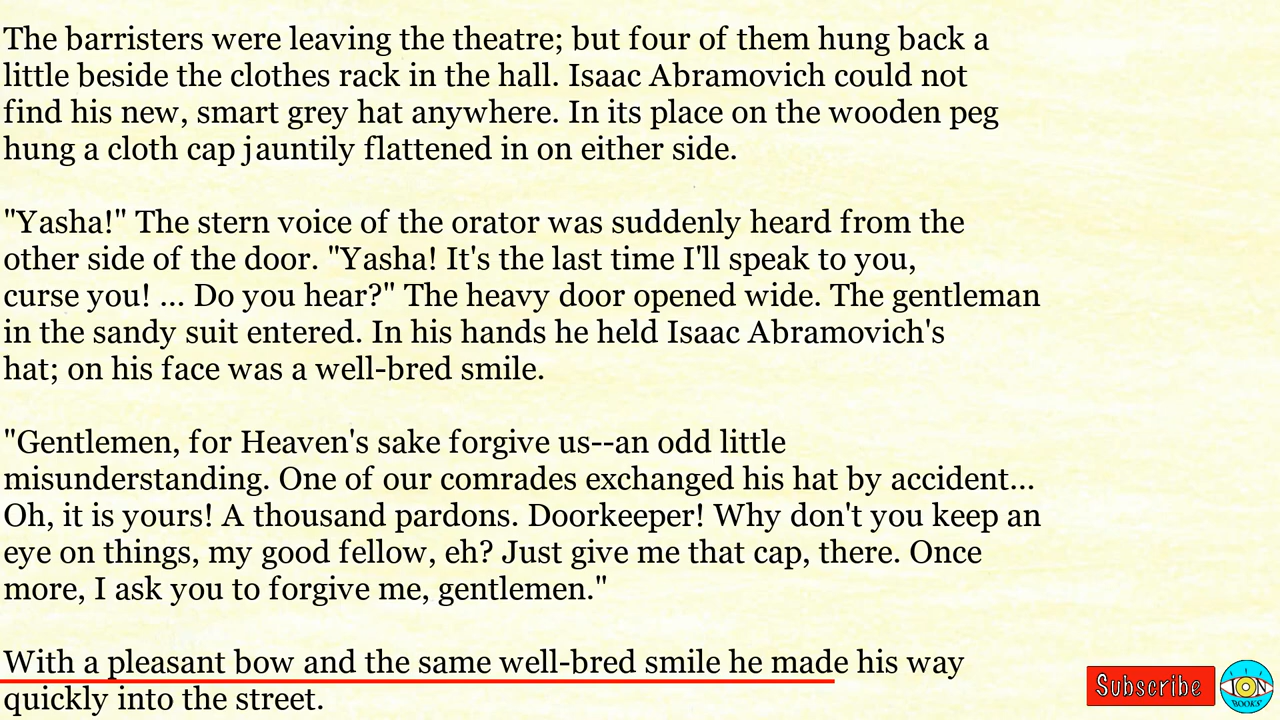 The barristers were leaving the theatre; but four of them hung back a
little beside the clothes rack in the hall. Isaac Abramovich could not
find his new, smart grey hat anywhere. In its place on the wooden peg
hung a cloth cap jauntily flattened in on either side.
"Yasha!" The stern voice of the orator was suddenly heard from the
other side of the door. "Yasha! It's the last time I'll speak to you,
curse you! ... Do you hear?" The heavy door opened wide. The gentleman
in the sandy suit entered. In his hands he held Isaac Abramovich's
hat; on his face was a well-bred smile.
"Gentlemen, for Heaven's sake forgive us--an odd little
misunderstanding. One of our comrades exchanged his hat by accident...
Oh, it is yours! A thousand pardons. Doorkeeper! Why don't you keep an
eye on things, my good fellow, eh? Just give me that cap, there. Once
more, I ask you to forgive me, gentlemen."
With a pleasant bow and the same well-bred smile he made his way
quickly into the street.
Subscribe
ION
BOOKS